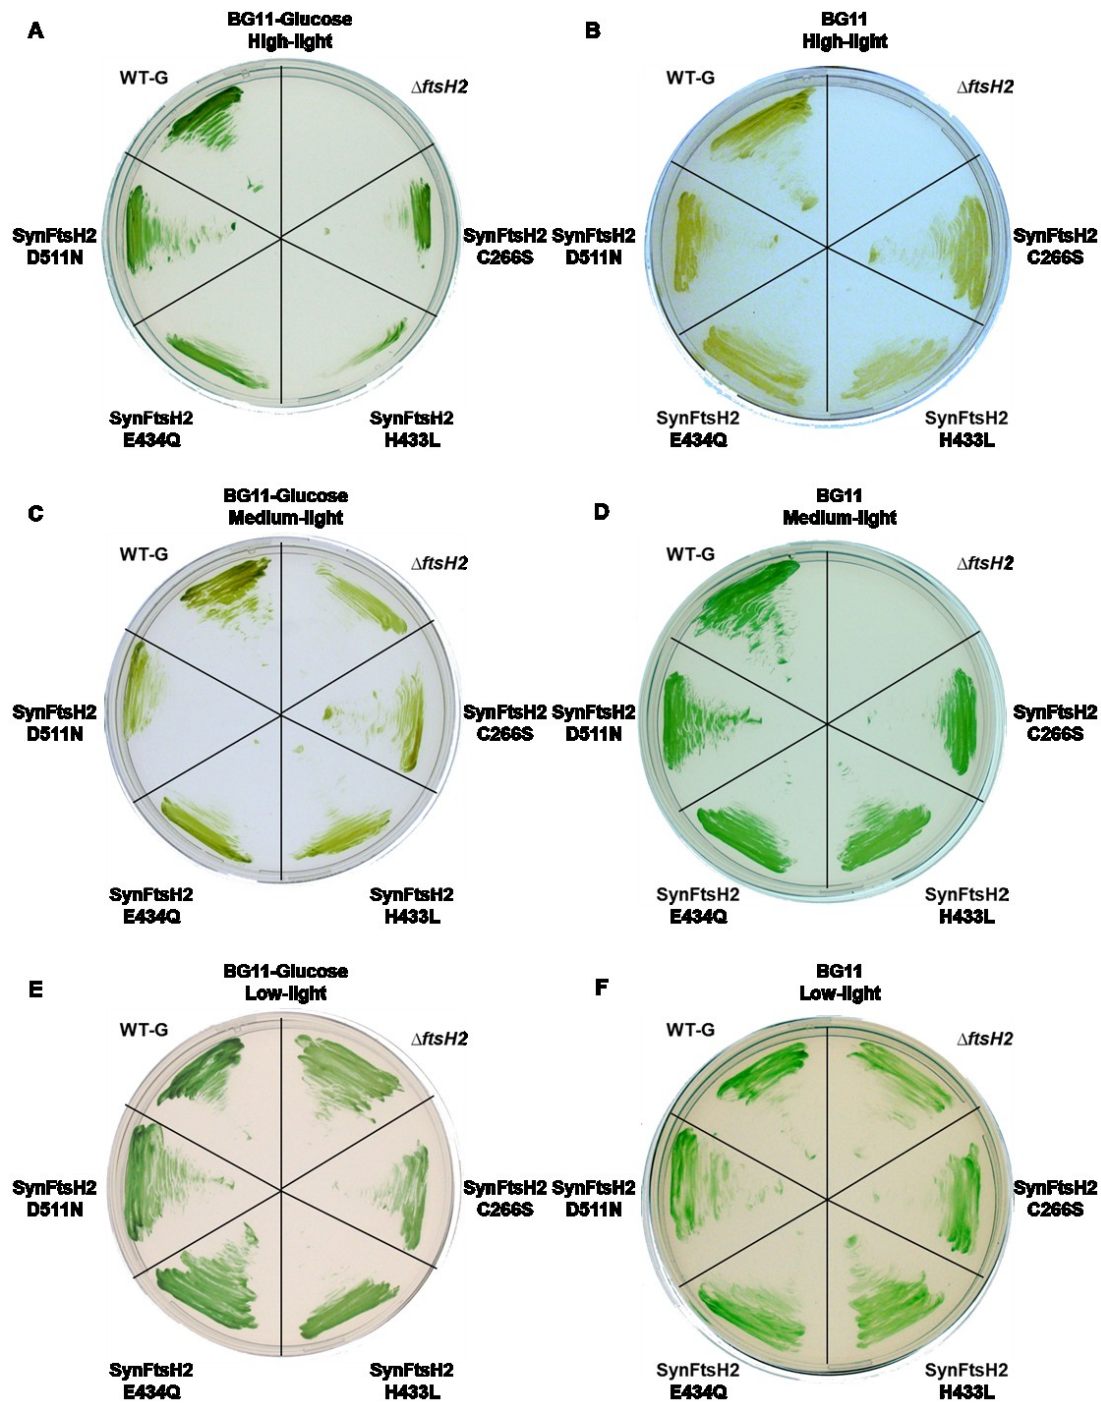 A
BG11-Glucose
High-light
WT-G
ΔftsH2
SynFtsH2
D511N
SynFtsH2
C266S
SynFtsH2
E434Q
SynFtsH2
H433L
B
BG11
High-light
WT-G
ΔftsH2
SynFtsH2
D511N
SynFtsH2
C266S
SynFtsH2
E434Q
SynFtsH2
H433L
C
BG11-Glucose
Medium-light
WT-G
ΔftsH2
SynFtsH2
D511N
SynFtsH2
C266S
SynFtsH2
E434Q
SynFtsH2
H433L
D
BG11
Medium-light
WT-G
ΔftsH2
SynFtsH2
D511N
SynFtsH2
C266S
SynFtsH2
E434Q
SynFtsH2
H433L
E
BG11-Glucose
Low-light
WT-G
ΔftsH2
SynFtsH2
D511N
SynFtsH2
C266S
SynFtsH2
E434Q
SynFtsH2
H433L
F
BG11
Low-light
WT-G
ΔftsH2
SynFtsH2
D511N
SynFtsH2
C266S
SynFtsH2
E434Q
SynFtsH2
H433L